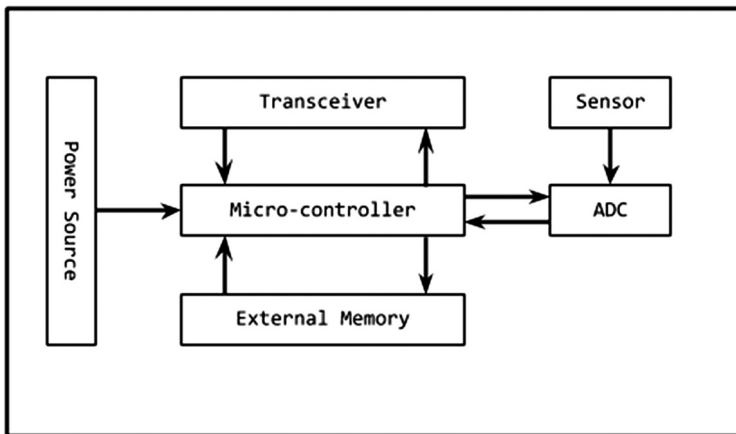 Transceiver
Sensor
Power Source
Micro-controller
ADC
External Memory